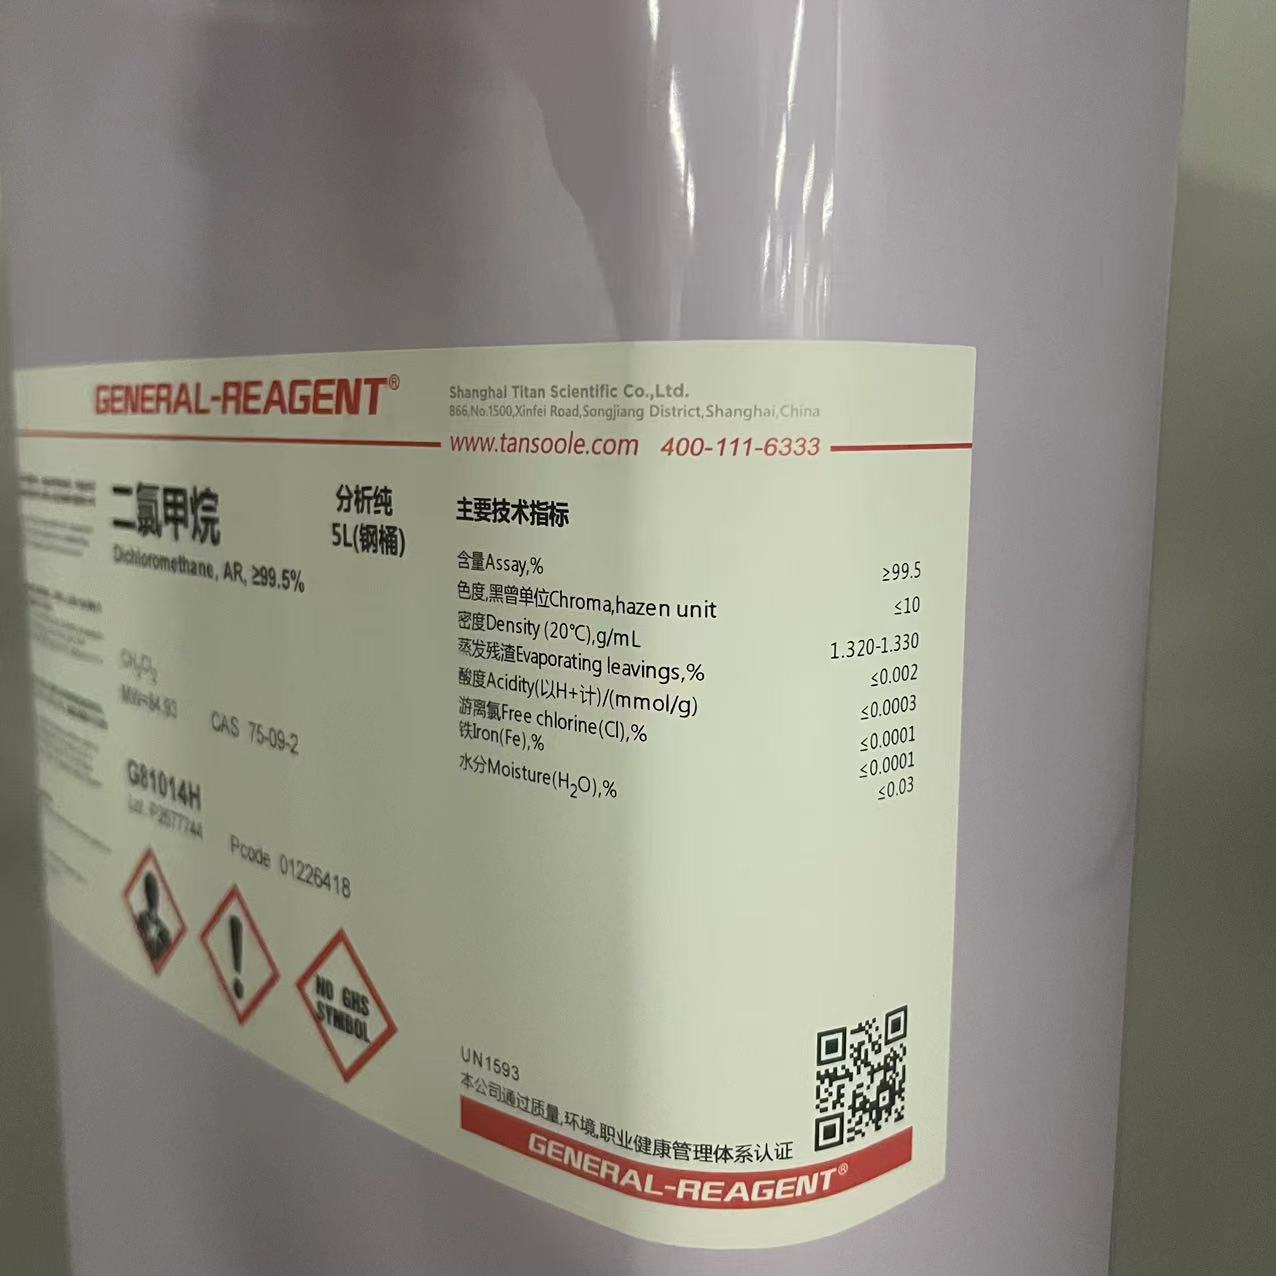 GENERAL-REAGENT®
Shanghai Titan Scientific Co.,Ltd.
866,No.1500,Xinfei Road,Songjiang District,Shanghai,China
www.tansoole.com 400-111-6333
二氯甲烷
分析纯
5L(钢桶)
Dichloromethane, AR, ≥99.5%
CH₂Cl₂
MW=84.93
CAS 75-09-2
G81014H
Lot.
Pcode 01226418
NO GHS
SYMBOL
主要技术指标
含量Assay,% ≥99.5
色度,黑曾单位Chroma,hazen unit ≤10
密度Density (20℃),g/mL 1.320-1.330
蒸发残渣Evaporating leavings,% ≤0.002
酸度Acidity(以H+计)/(mmol/g) ≤0.0003
游离氯Free chlorine(Cl),% ≤0.0001
铁Iron(Fe),% ≤0.0001
水分Moisture(H₂O),% ≤0.03
UN1593
本公司通过质量,环境,职业健康管理体系认证
GENERAL-REAGENT®